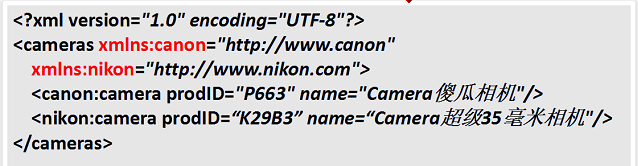 <?xml version="1.0" encoding="UTF-8"?>
<cameras xmlns:canon="http://www.canon"
xmlns:nikon="http://www.nikon.com">
<canon:camera prodID="P663" name="Camera傻瓜相机"/>
<nikon:camera prodID=“K29B3” name=“Camera超级35毫米相机"/>
</cameras>